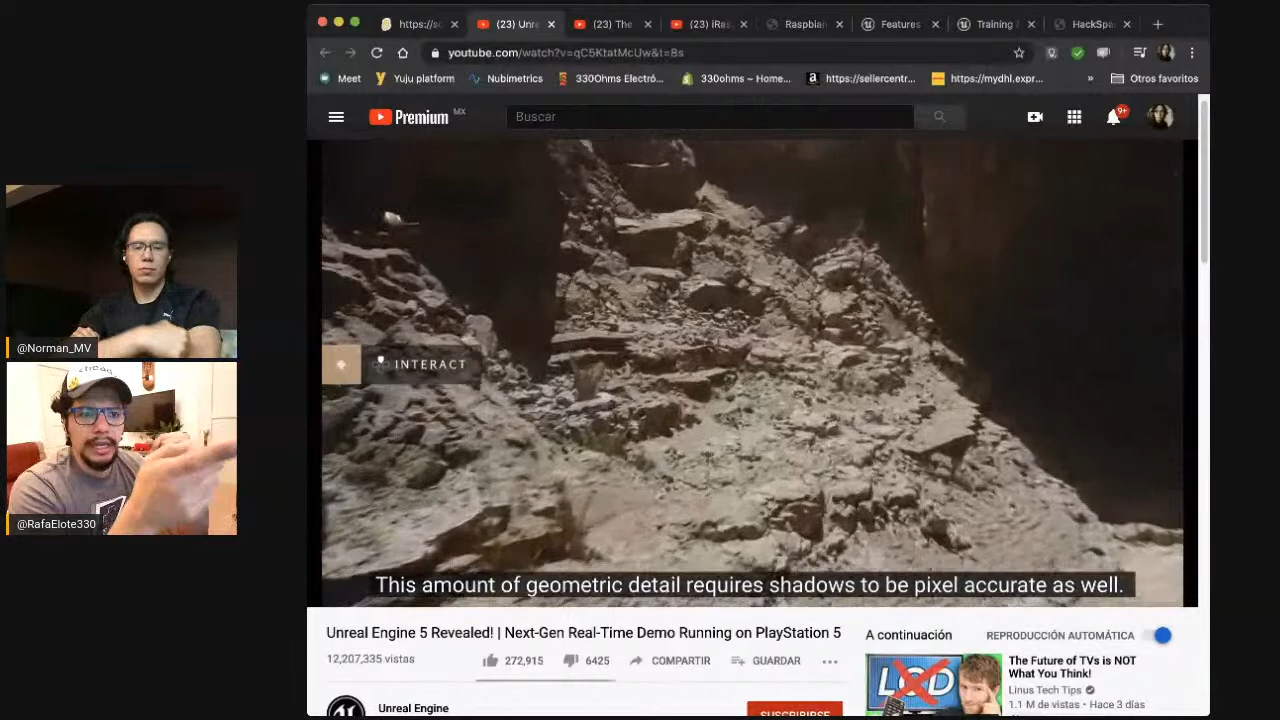 https://sc
(23) Unre
(23) The
(23) iRas
Raspbian
Features
Training
HackSpa
youtube.com/watch?v=qC5KtatMcUw&t=8s
Meet
Yuju platform
Nubimetrics
330Ohms Electró...
330ohms – Home...
https://sellercentr...
https://mydhl.expr...
»
Otros favoritos
Premium MX
Buscar
9+
INTERACT
@Norman_MV
@RafaElote330
This amount of geometric detail requires shadows to be pixel accurate as well.
Unreal Engine 5 Revealed! | Next-Gen Real-Time Demo Running on PlayStation 5
12,207,335 vistas
272,915
6425
COMPARTIR
GUARDAR
Unreal Engine
SUSCRIBIRSE
A continuación
REPRODUCCIÓN AUTOMÁTICA
LCD
The Future of TVs is NOT
What You Think!
Linus Tech Tips
1.1 M de vistas • Hace 3 días